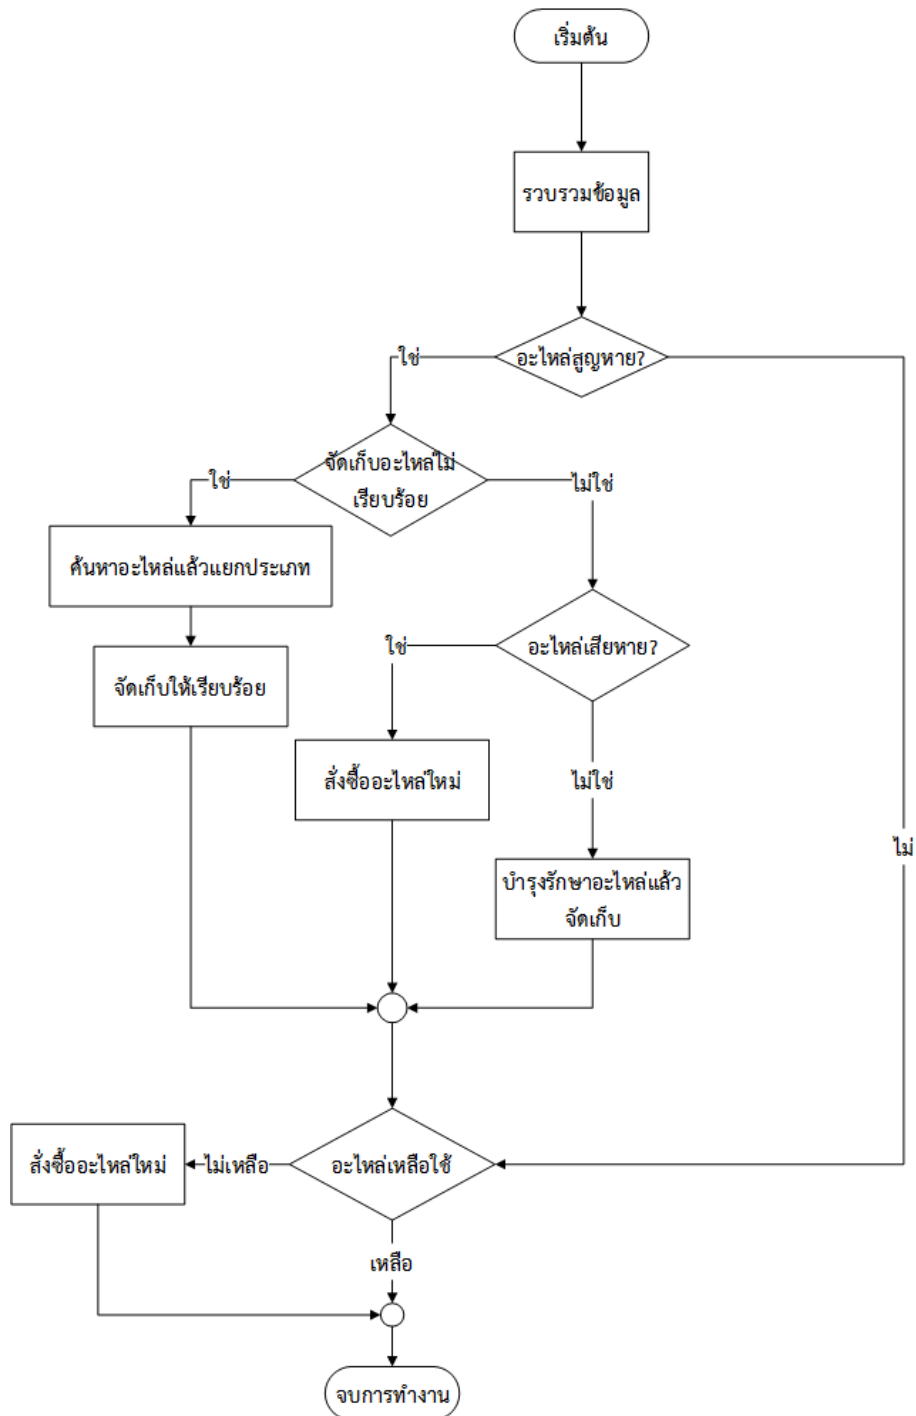 เริ่มต้น
รวบรวมข้อมูล
อะไหล่สูญหาย?
ใช่
จัดเก็บอะไหล่ไม่
เรียบร้อย
ใช่
ไม่ใช่
ค้นหาอะไหล่แล้วแยกประเภท
อะไหล่เสียหาย?
ใช่
จัดเก็บให้เรียบร้อย
สั่งซื้ออะไหล่ใหม่
ไม่ใช่
ไม่
บำรุงรักษาอะไหล่แล้ว
จัดเก็บ
สั่งซื้ออะไหล่ใหม่
ไม่เหลือ
อะไหล่เหลือใช้
เหลือ
จบการทำงาน